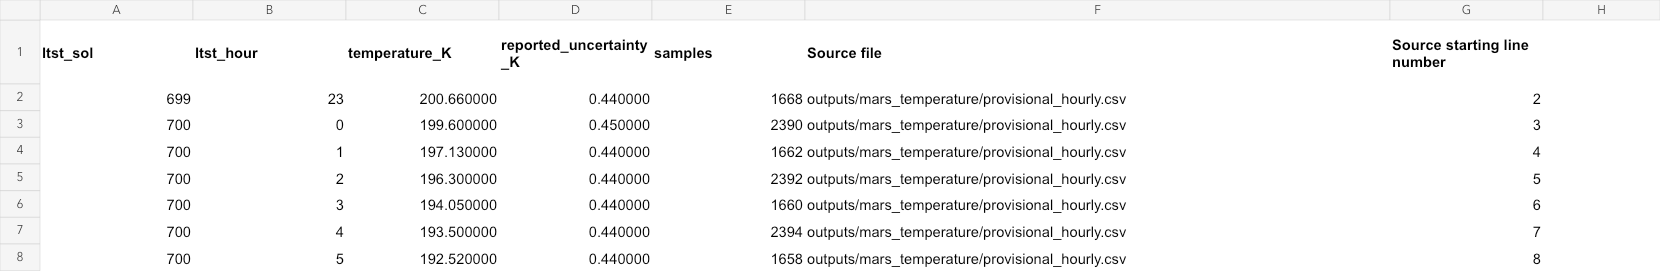 A B C D E F G H
1 ltst_sol ltst_hour temperature_K reported_uncertainty_K samples Source file Source starting line number
2 699 23 200.660000 0.440000 1668 outputs/mars_temperature/provisional_hourly.csv 2
3 700 0 199.600000 0.450000 2390 outputs/mars_temperature/provisional_hourly.csv 3
4 700 1 197.130000 0.440000 1662 outputs/mars_temperature/provisional_hourly.csv 4
5 700 2 196.300000 0.440000 2392 outputs/mars_temperature/provisional_hourly.csv 5
6 700 3 194.050000 0.440000 1660 outputs/mars_temperature/provisional_hourly.csv 6
7 700 4 193.500000 0.440000 2394 outputs/mars_temperature/provisional_hourly.csv 7
8 700 5 192.520000 0.440000 1658 outputs/mars_temperature/provisional_hourly.csv 8